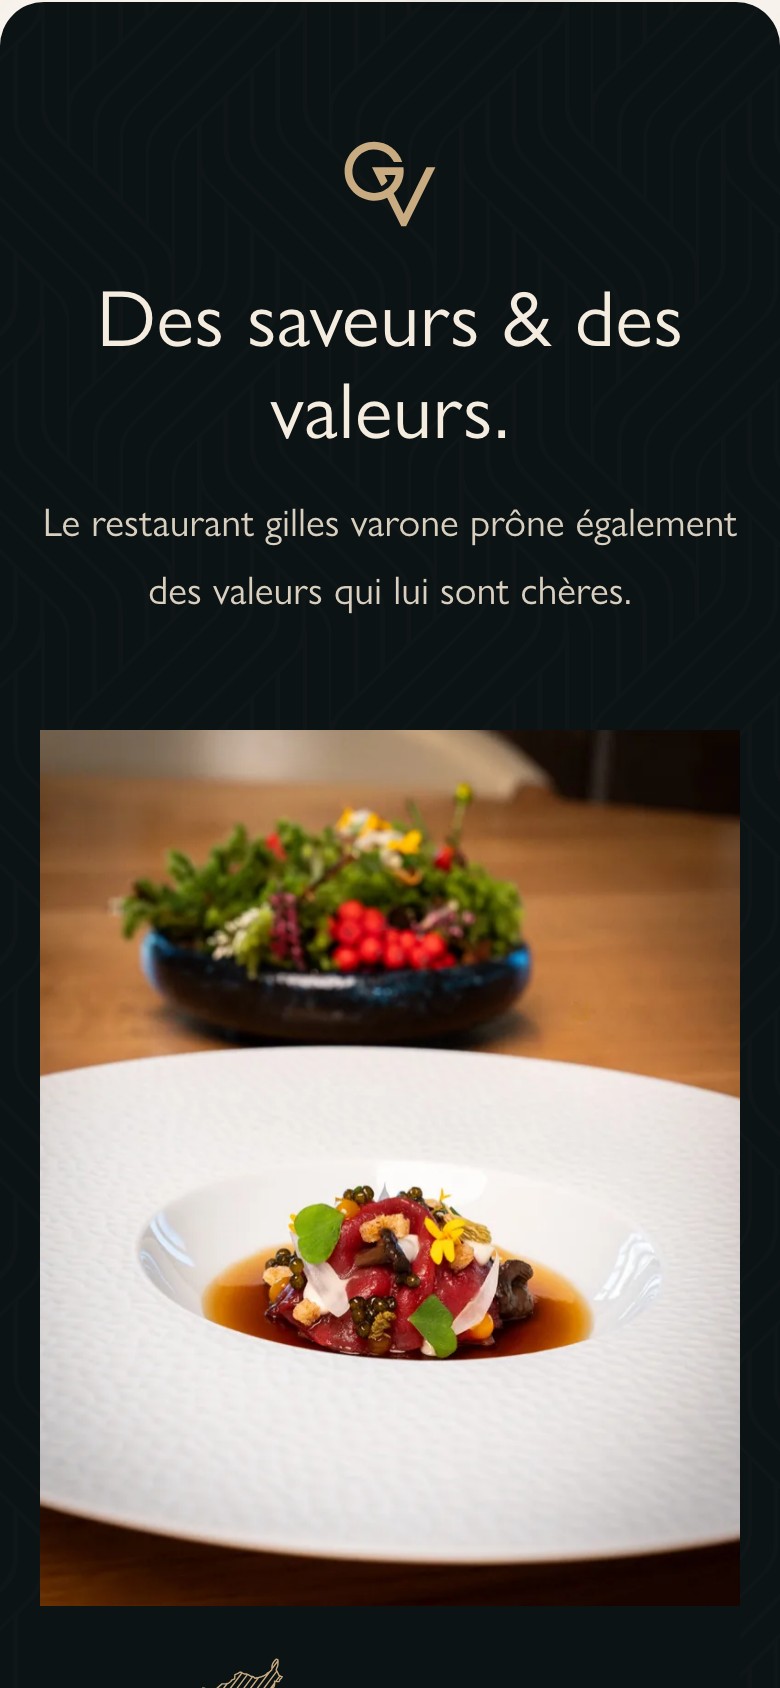 GV
Des saveurs & des
valeurs.
Le restaurant gilles varone prône également
des valeurs qui lui sont chères.